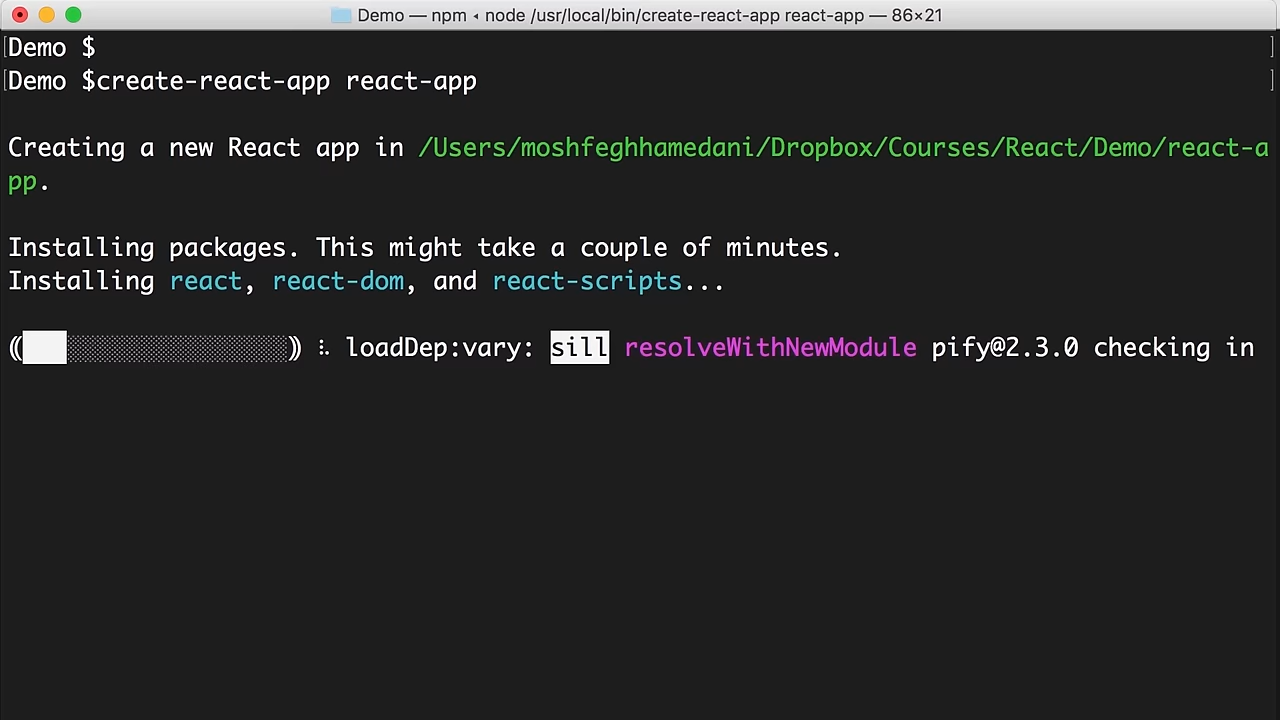 Demo — npm ◂ node /usr/local/bin/create-react-app react-app — 86×21
[Demo $ ]
[Demo $create-react-app react-app ]
Creating a new React app in /Users/moshfeghhamedani/Dropbox/Courses/React/Demo/react-a
pp.
Installing packages. This might take a couple of minutes.
Installing react, react-dom, and react-scripts...
⸨   ░░░░░░░░░░░░░░░⸩ ⠧ loadDep:vary: sill resolveWithNewModule pify@2.3.0 checking in